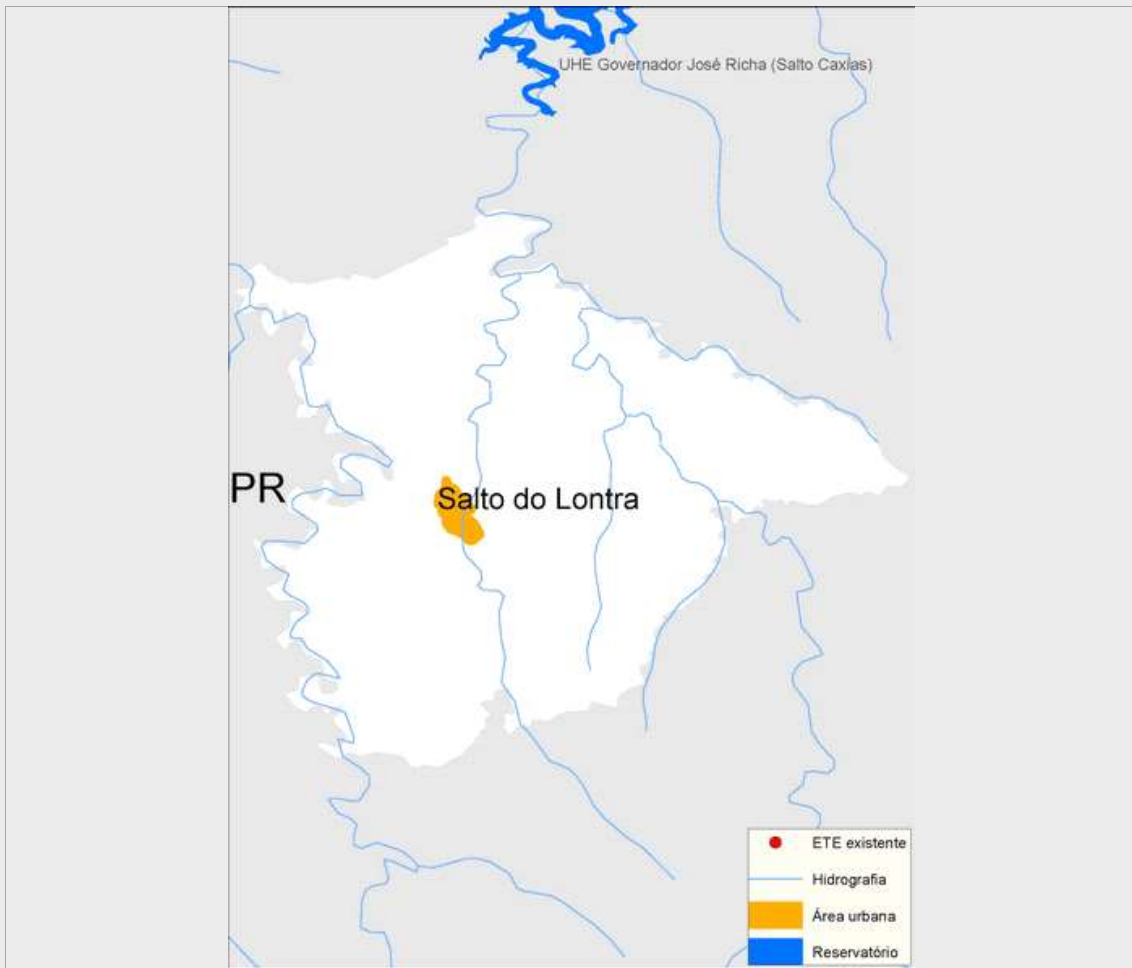 UHE Governador José Richa (Salto Caxias)
PR
Salto do Lontra
ETE existente
Hidrografia
Área urbana
Reservatório